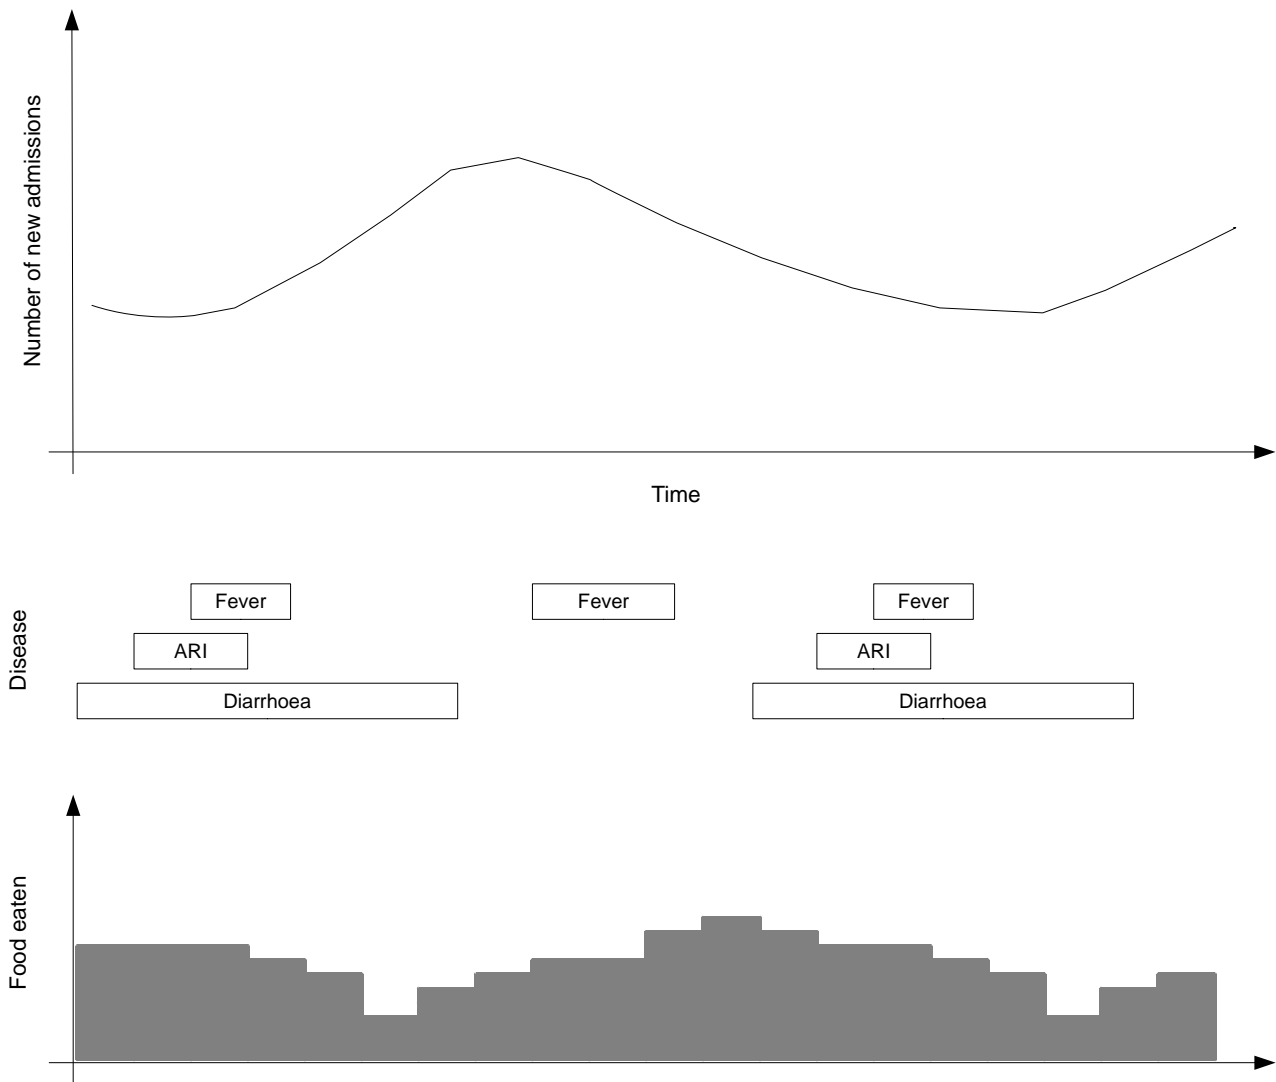 Number of new admissions
Time
Disease
Fever
Fever
Fever
ARI
ARI
Diarrhoea
Diarrhoea
Food eaten